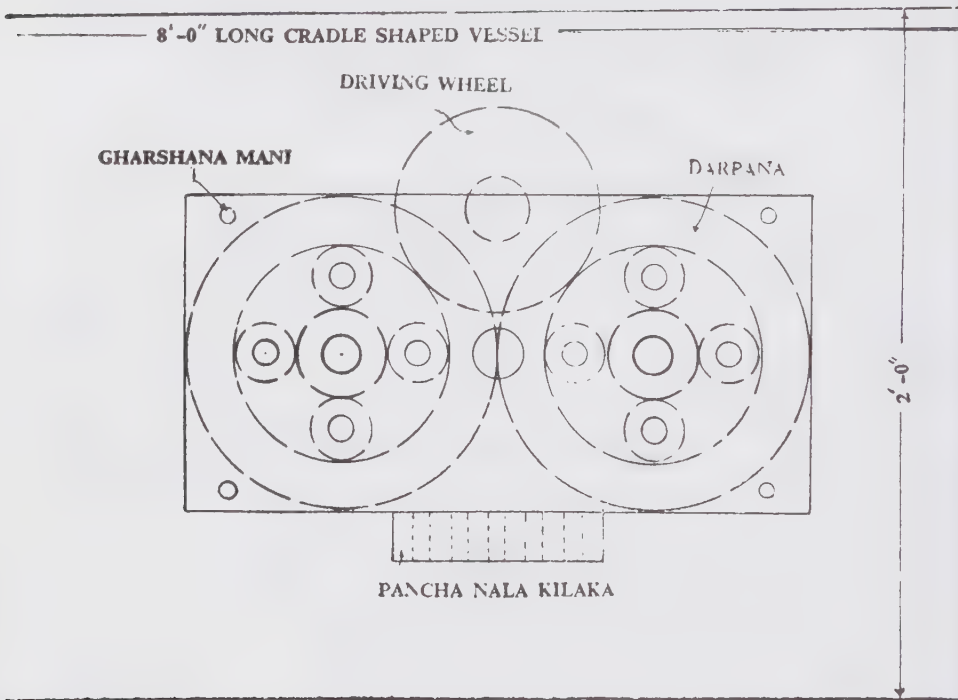 8'-0" LONG CRADLE SHAPED VESSEL
DRIVING WHEEL
GHARSHANA MANI
DARPANA
2'-0"
PANCHA NALA KILAKA